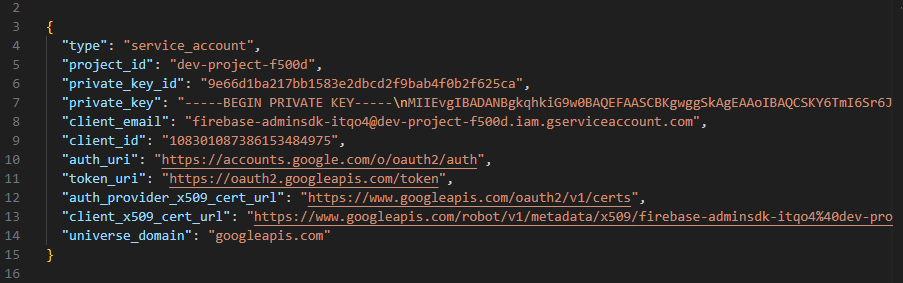 2
3 {
4 "type": "service_account",
5 "project_id": "dev-project-f500d",
6 "private_key_id": "9e66d1ba217bb1583e2dbcd2f9bab4f0b2f625ca",
7 "private_key": "-----BEGIN PRIVATE KEY-----\nMIIEvgIBADANBgkqhkiG9w0BAQEFAASCBKgwggSkAgEAAoIBAQCSKY6TmI6Sr6J
8 "client_email": "firebase-adminsdk-itqo4@dev-project-f500d.iam.gserviceaccount.com",
9 "client_id": "108301087386153484975",
10 "auth_uri": "https://accounts.google.com/o/oauth2/auth",
11 "token_uri": "https://oauth2.googleapis.com/token",
12 "auth_provider_x509_cert_url": "https://www.googleapis.com/oauth2/v1/certs",
13 "client_x509_cert_url": "https://www.googleapis.com/robot/v1/metadata/x509/firebase-adminsdk-itqo4%40dev-pro
14 "universe_domain": "googleapis.com"
15 }
16